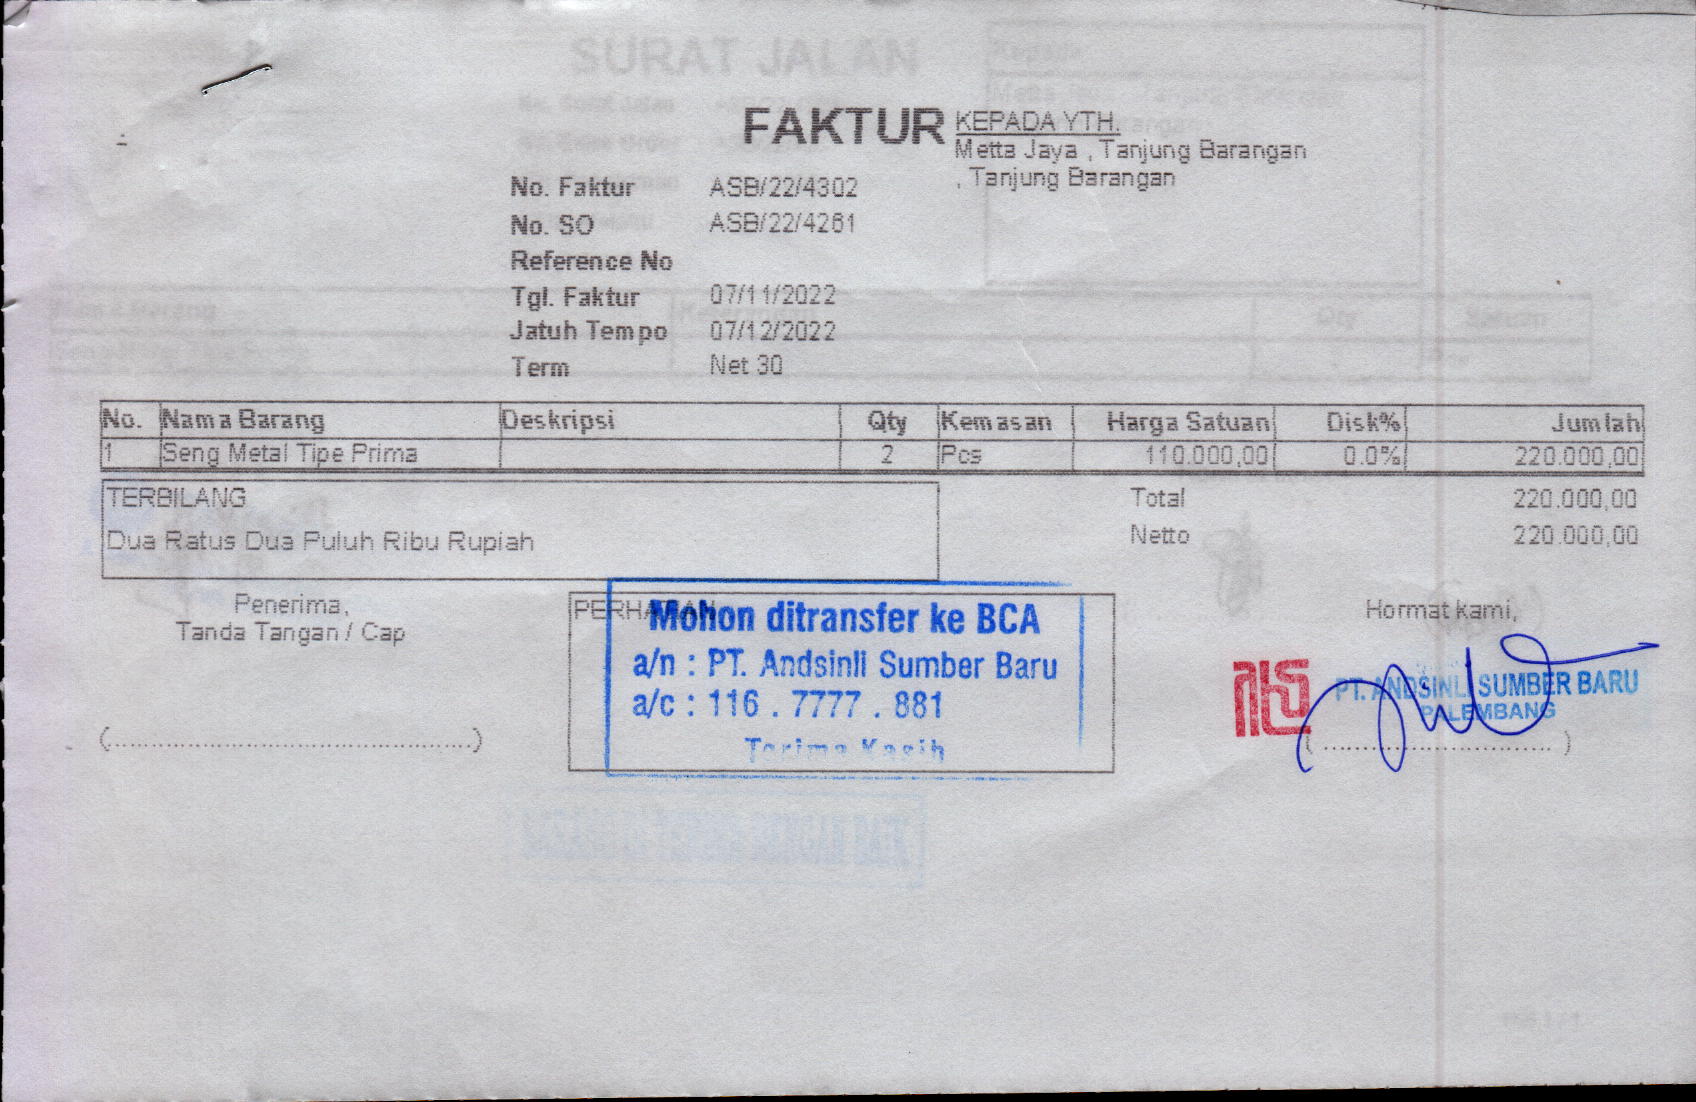 SURAT JALAN
FAKTUR
KEPADA YTH.
Metta Jaya , Tanjung Barangan
, Tanjung Barangan
No. Faktur ASB/22/4302
No. SO ASB/22/4261
Reference No
Tgl. Faktur 07/11/2022
Jatuh Tempo 07/12/2022
Term Net 30
No. Nama Barang Deskripsi Qty Kemasan Harga Satuan Disk% Jumlah
1 Seng Metal Tipe Prima 2 Pcs 110.000,00 0.0% 220.000,00
TERBILANG
Dua Ratus Dua Puluh Ribu Rupiah
Total 220.000,00
Netto 220.000,00
Penerima,
Tanda Tangan / Cap
(........................................)
PERHATIAN
Mohon ditransfer ke BCA
a/n : PT. Andsinli Sumber Baru
a/c : 116 . 7777 . 881
Terima Kasih
Hormat kami,
PT. ANDSINLI SUMBER BARU
PALEMBANG
( ............................ )